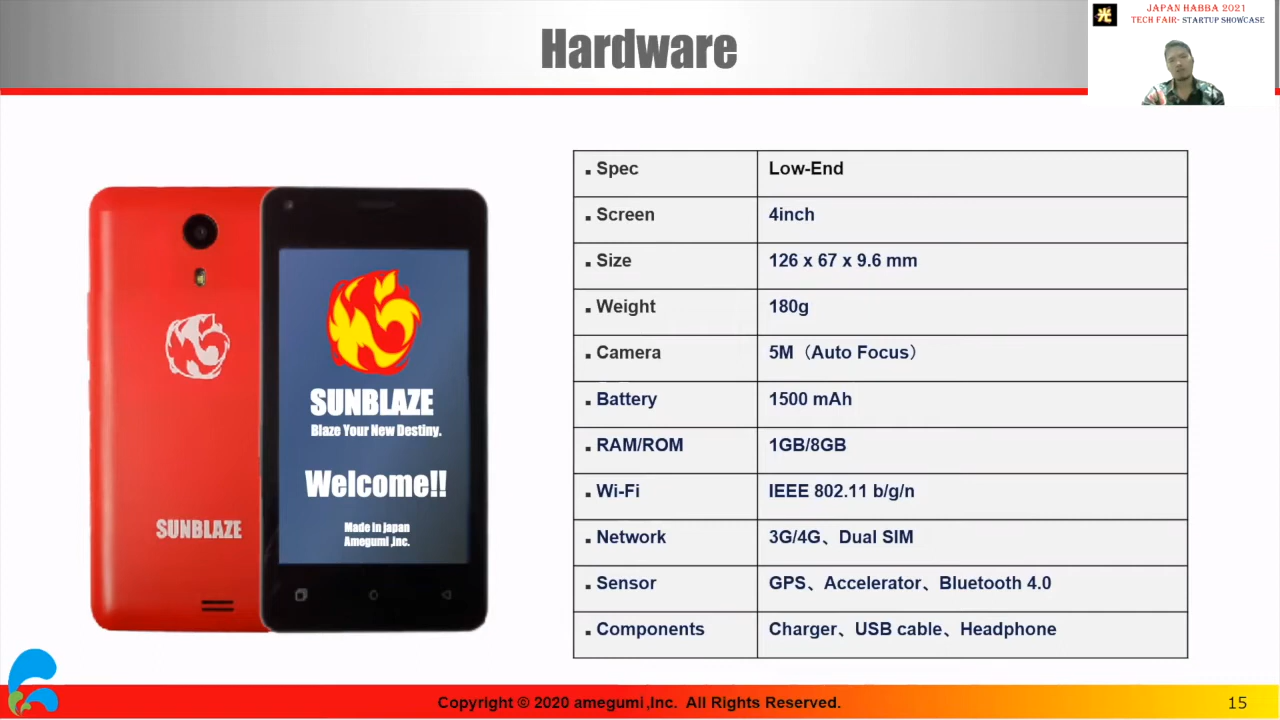 Hardware
JAPAN HABBA 2021
TECH FAIR- STARTUP SHOWCASE
光
SUNBLAZE
SUNBLAZE
Blaze Your New Destiny.
Welcome!!
Made in japan
Amegumi ,Inc.
▪ Spec Low-End
▪ Screen 4inch
▪ Size 126 x 67 x 9.6 mm
▪ Weight 180g
▪ Camera 5M（Auto Focus）
▪ Battery 1500 mAh
▪ RAM/ROM 1GB/8GB
▪ Wi-Fi IEEE 802.11 b/g/n
▪ Network 3G/4G、Dual SIM
▪ Sensor GPS、Accelerator、Bluetooth 4.0
▪ Components Charger、USB cable、Headphone
Copyright © 2020 amegumi,Inc. All Rights Reserved.
15